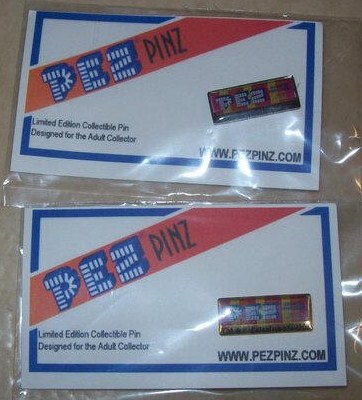 PEZ PINZ
PEZ
Limited Edition Collectible Pin
Designed for the Adult Collector
WWW.PEZPINZ.COM
PEZ PINZ
PEZ
Limited Edition Collectible Pin
Designed for the Adult Collector
WWW.PEZPINZ.COM